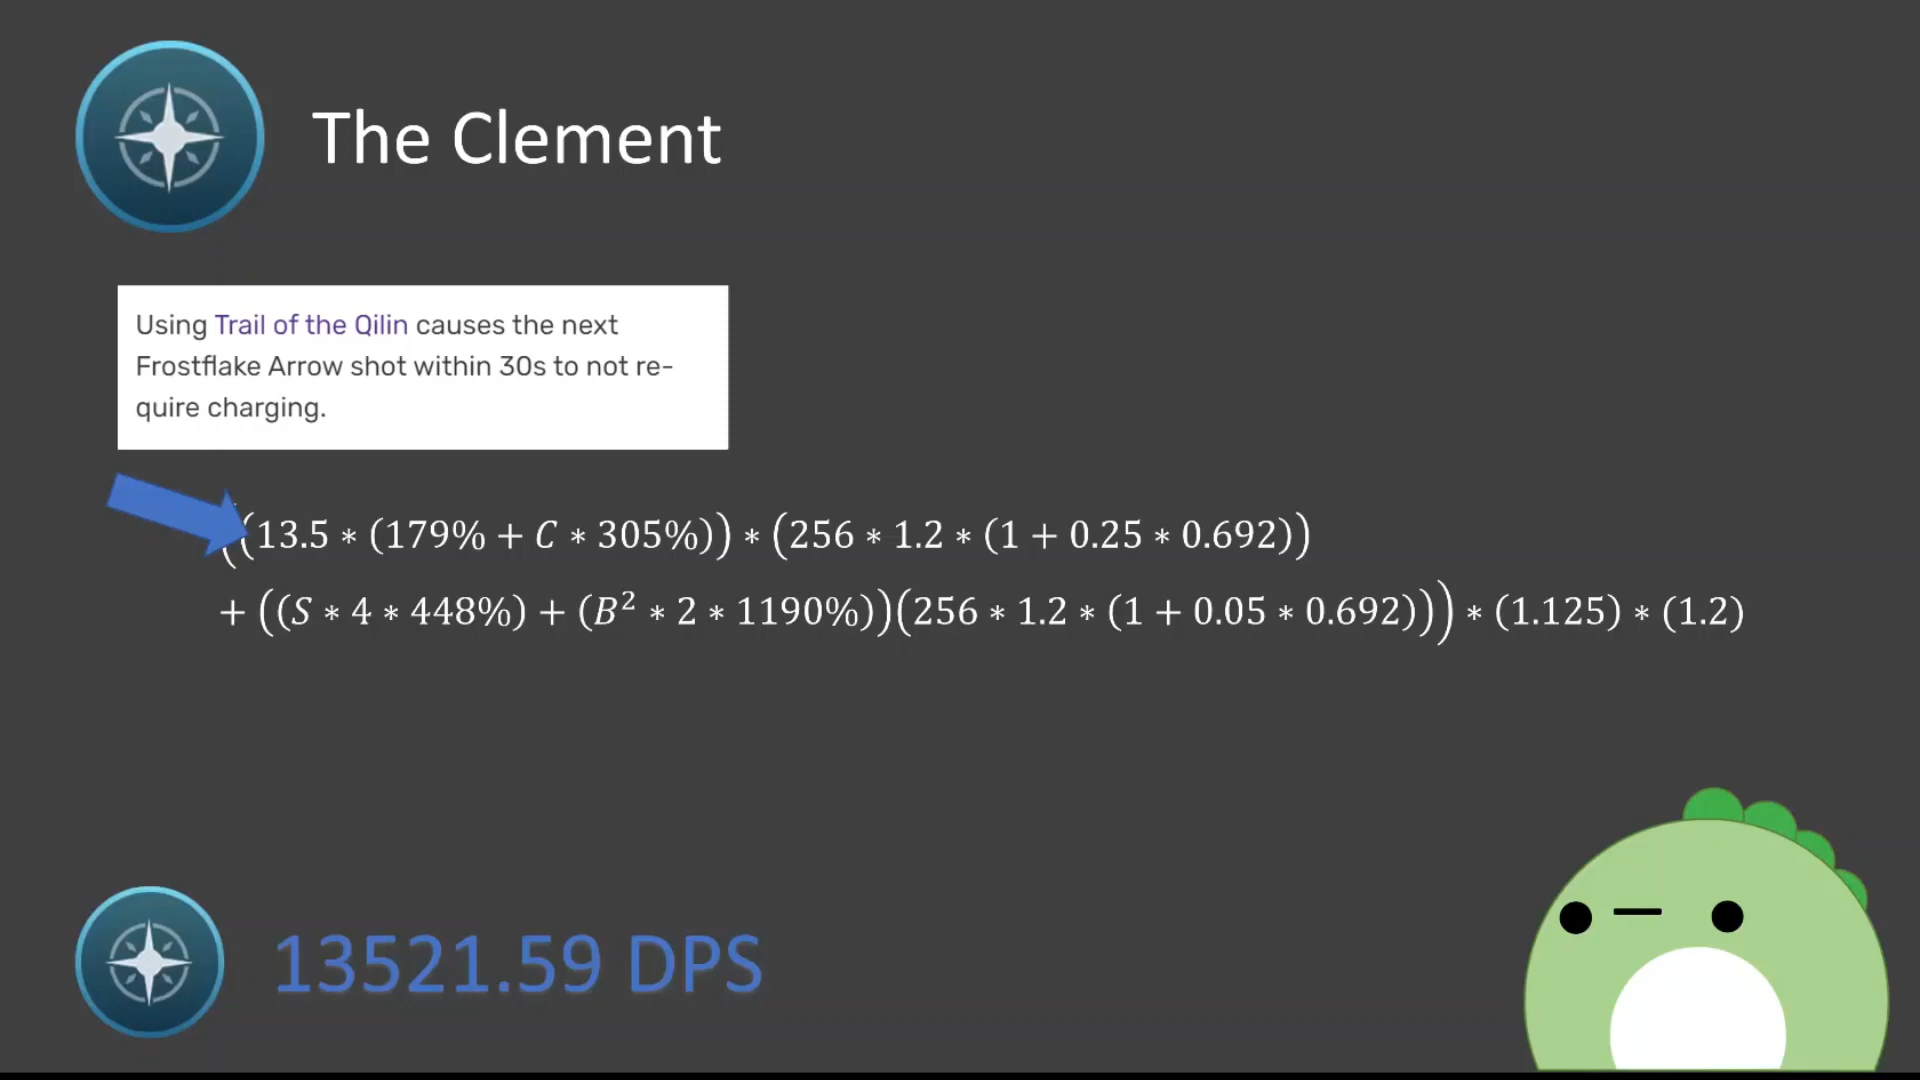 The Clement
Using Trail of the Qilin causes the next
Frostflake Arrow shot within 30s to not re-
quire charging.
((13.5 * (179% + C * 305%)) * (256 * 1.2 * (1 + 0.25 * 0.692))
+ ((S * 4 * 448%) + (B² * 2 * 1190%))(256 * 1.2 * (1 + 0.05 * 0.692))) * (1.125) * (1.2)
13521.59 DPS